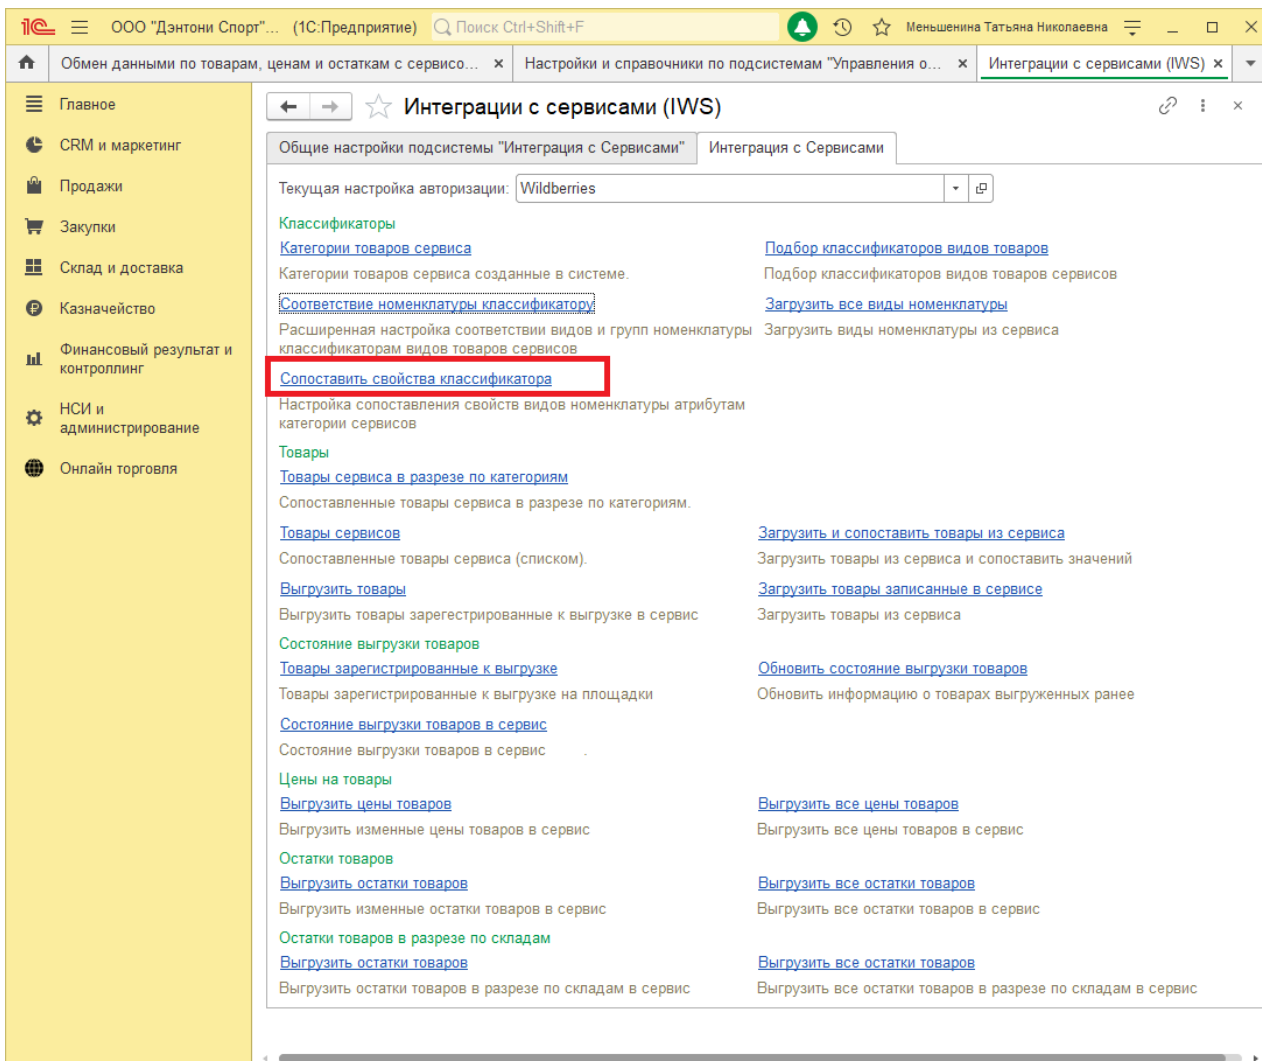 1С ООО "Дэнтони Спорт"... (1С:Предприятие) Поиск Ctrl+Shift+F Меньшенина Татьяна Николаевна
Обмен данными по товарам, ценам и остаткам с сервисо... × Настройки и справочники по подсистемам "Управления о... × Интеграции с сервисами (IWS) ×
Главное
CRM и маркетинг
Продажи
Закупки
Склад и доставка
Казначейство
Финансовый результат и
контроллинг
НСИ и
администрирование
Онлайн торговля
Интеграции с сервисами (IWS)
Общие настройки подсистемы "Интеграция с Сервисами" Интеграция с Сервисами
Текущая настройка авторизации: Wildberries
Классификаторы
Категории товаров сервиса Подбор классификаторов видов товаров
Категории товаров сервиса созданные в системе. Подбор классификаторов видов товаров сервисов
Соответствие номенклатуры классификатору Загрузить все виды номенклатуры
Расширенная настройка соответствии видов и групп номенклатуры Загрузить виды номенклатуры из сервиса
классификаторам видов товаров сервисов
Сопоставить свойства классификатора
Настройка сопоставления свойств видов номенклатуры атрибутам
категории сервисов
Товары
Товары сервиса в разрезе по категориям
Сопоставленные товары сервиса в разрезе по категориям.
Товары сервисов Загрузить и сопоставить товары из сервиса
Сопоставленные товары сервиса (списком). Загрузить товары из сервиса и сопоставить значений
Выгрузить товары Загрузить товары записанные в сервисе
Выгрузить товары зарегестрированные к выгрузке в сервис Загрузить товары из сервиса
Состояние выгрузки товаров
Товары зарегистрированные к выгрузке Обновить состояние выгрузки товаров
Товары зарегистрированные к выгрузке на площадки Обновить информацию о товарах выгруженных ранее
Состояние выгрузки товаров в сервис
Состояние выгрузки товаров в сервис .
Цены на товары
Выгрузить цены товаров Выгрузить все цены товаров
Выгрузить изменные цены товаров в сервис Выгрузить все цены товаров в сервис
Остатки товаров
Выгрузить остатки товаров Выгрузить все остатки товаров
Выгрузить изменные остатки товаров в сервис Выгрузить все остатки товаров в сервис
Остатки товаров в разрезе по складам
Выгрузить остатки товаров Выгрузить все остатки товаров
Выгрузить остатки товаров в разрезе по складам в сервис Выгрузить все остатки товаров в разрезе по складам в сервис